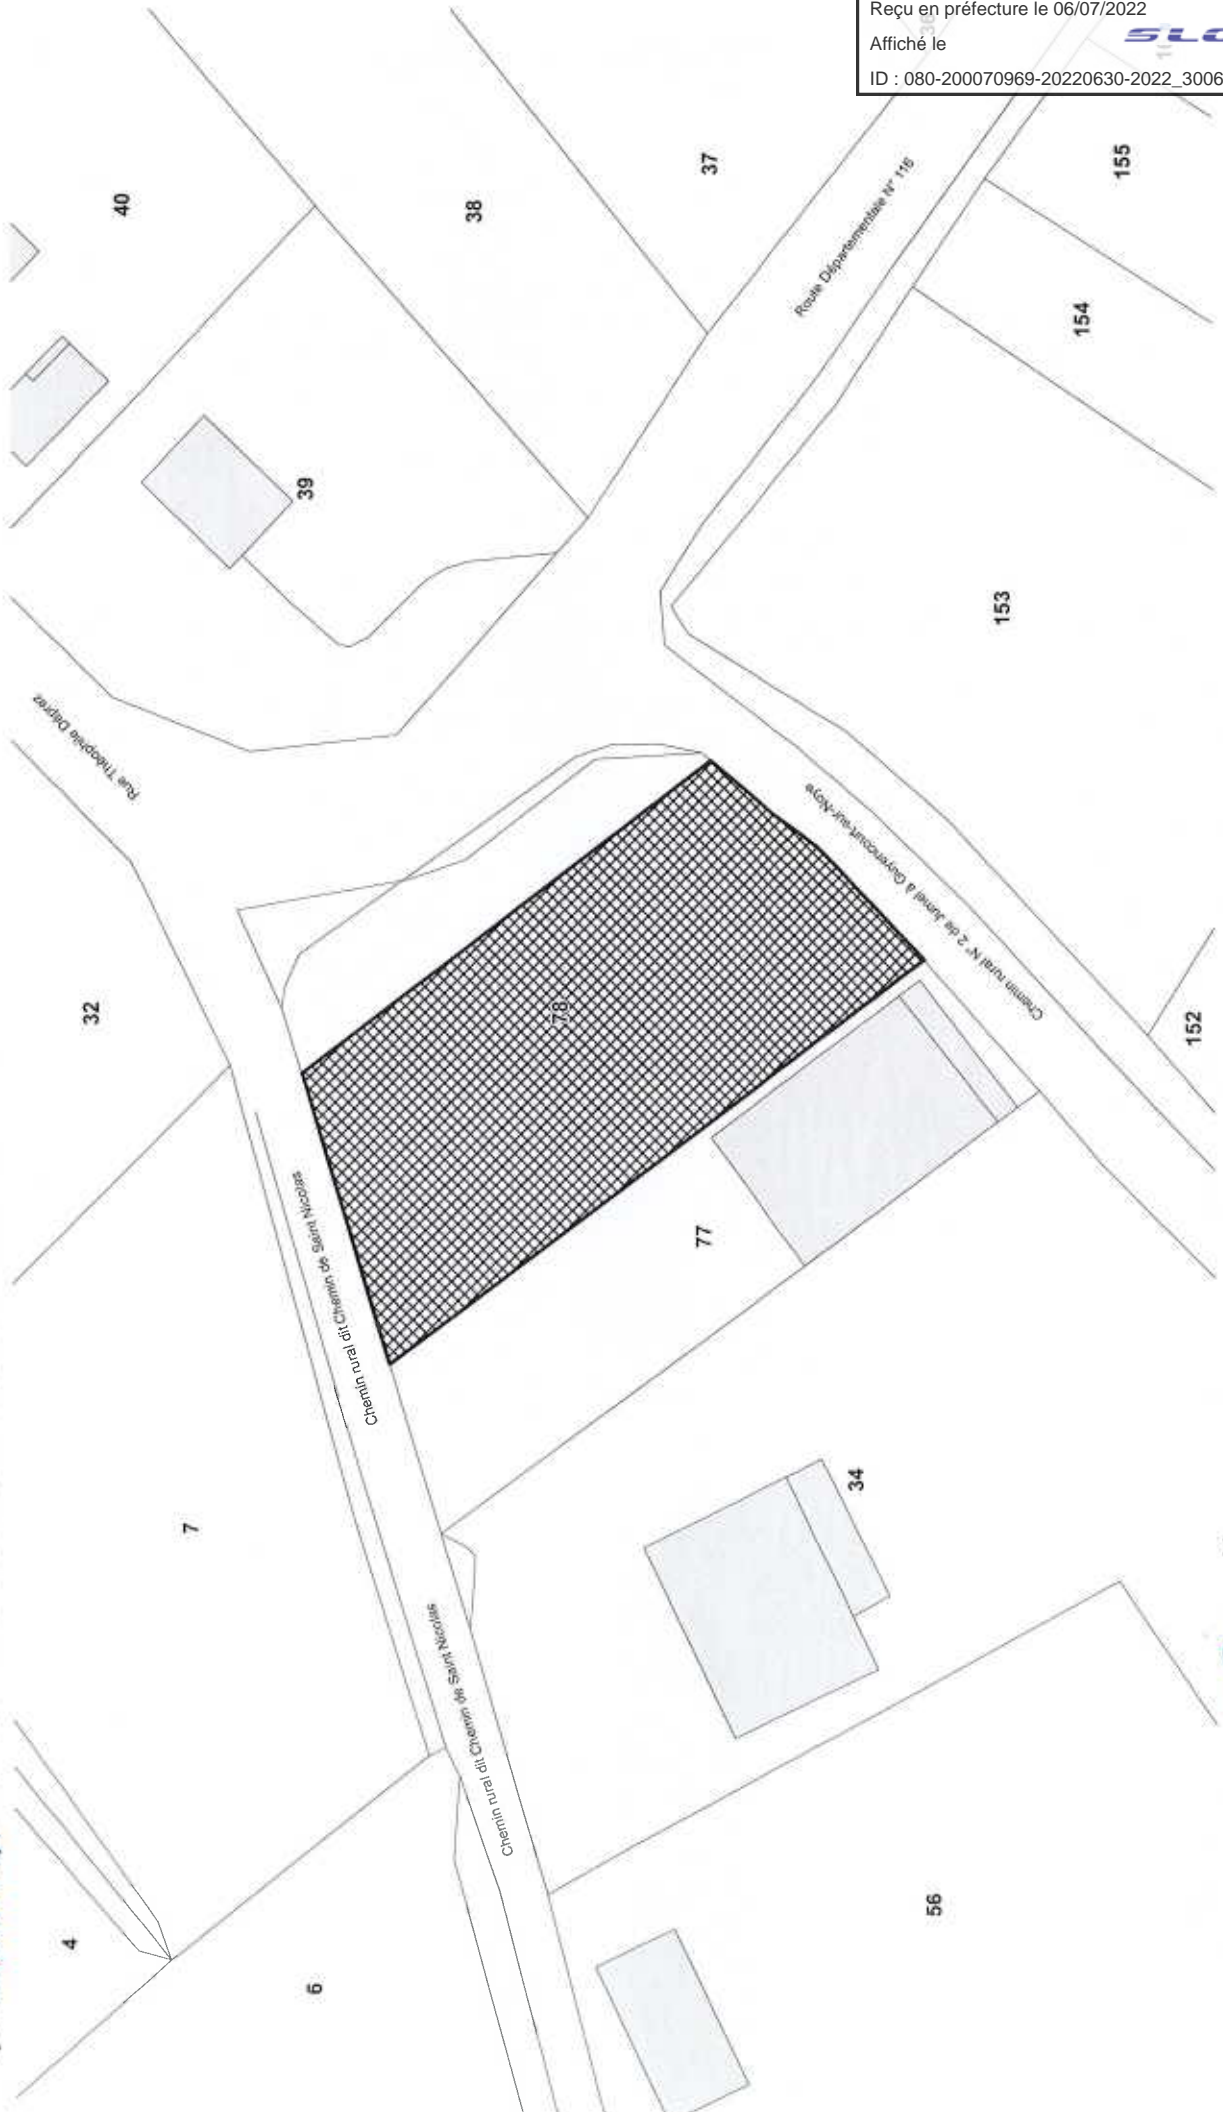 Reçu en préfecture le 06/07/2022
Affiché le
ID : 080-200070969-20220630-2022_3006
40
38
37
155
Route Départementale N° 116
154
39
153
Rue Théophile Déprez
Chemin rural N° 2 de Jumel à Guyencourt-sur-Noye
32
78
152
Chemin rural dit Chemin de Saint Nicolas
77
7
34
Chemin rural dit Chemin de Saint Nicolas
56
4
6